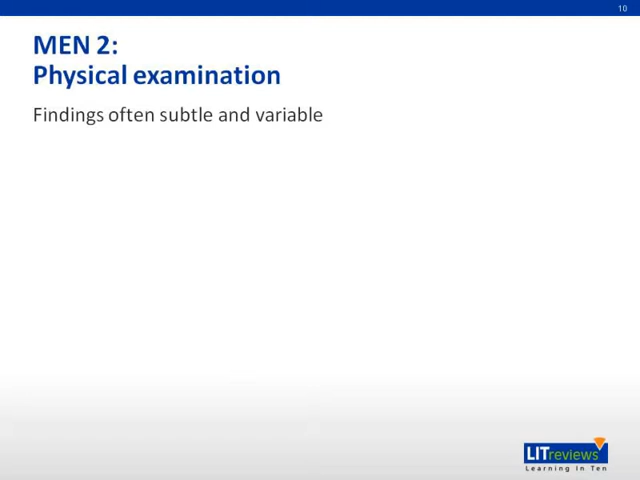 10
MEN 2:
Physical examination
Findings often subtle and variable
LITreviews
Learning In Ten